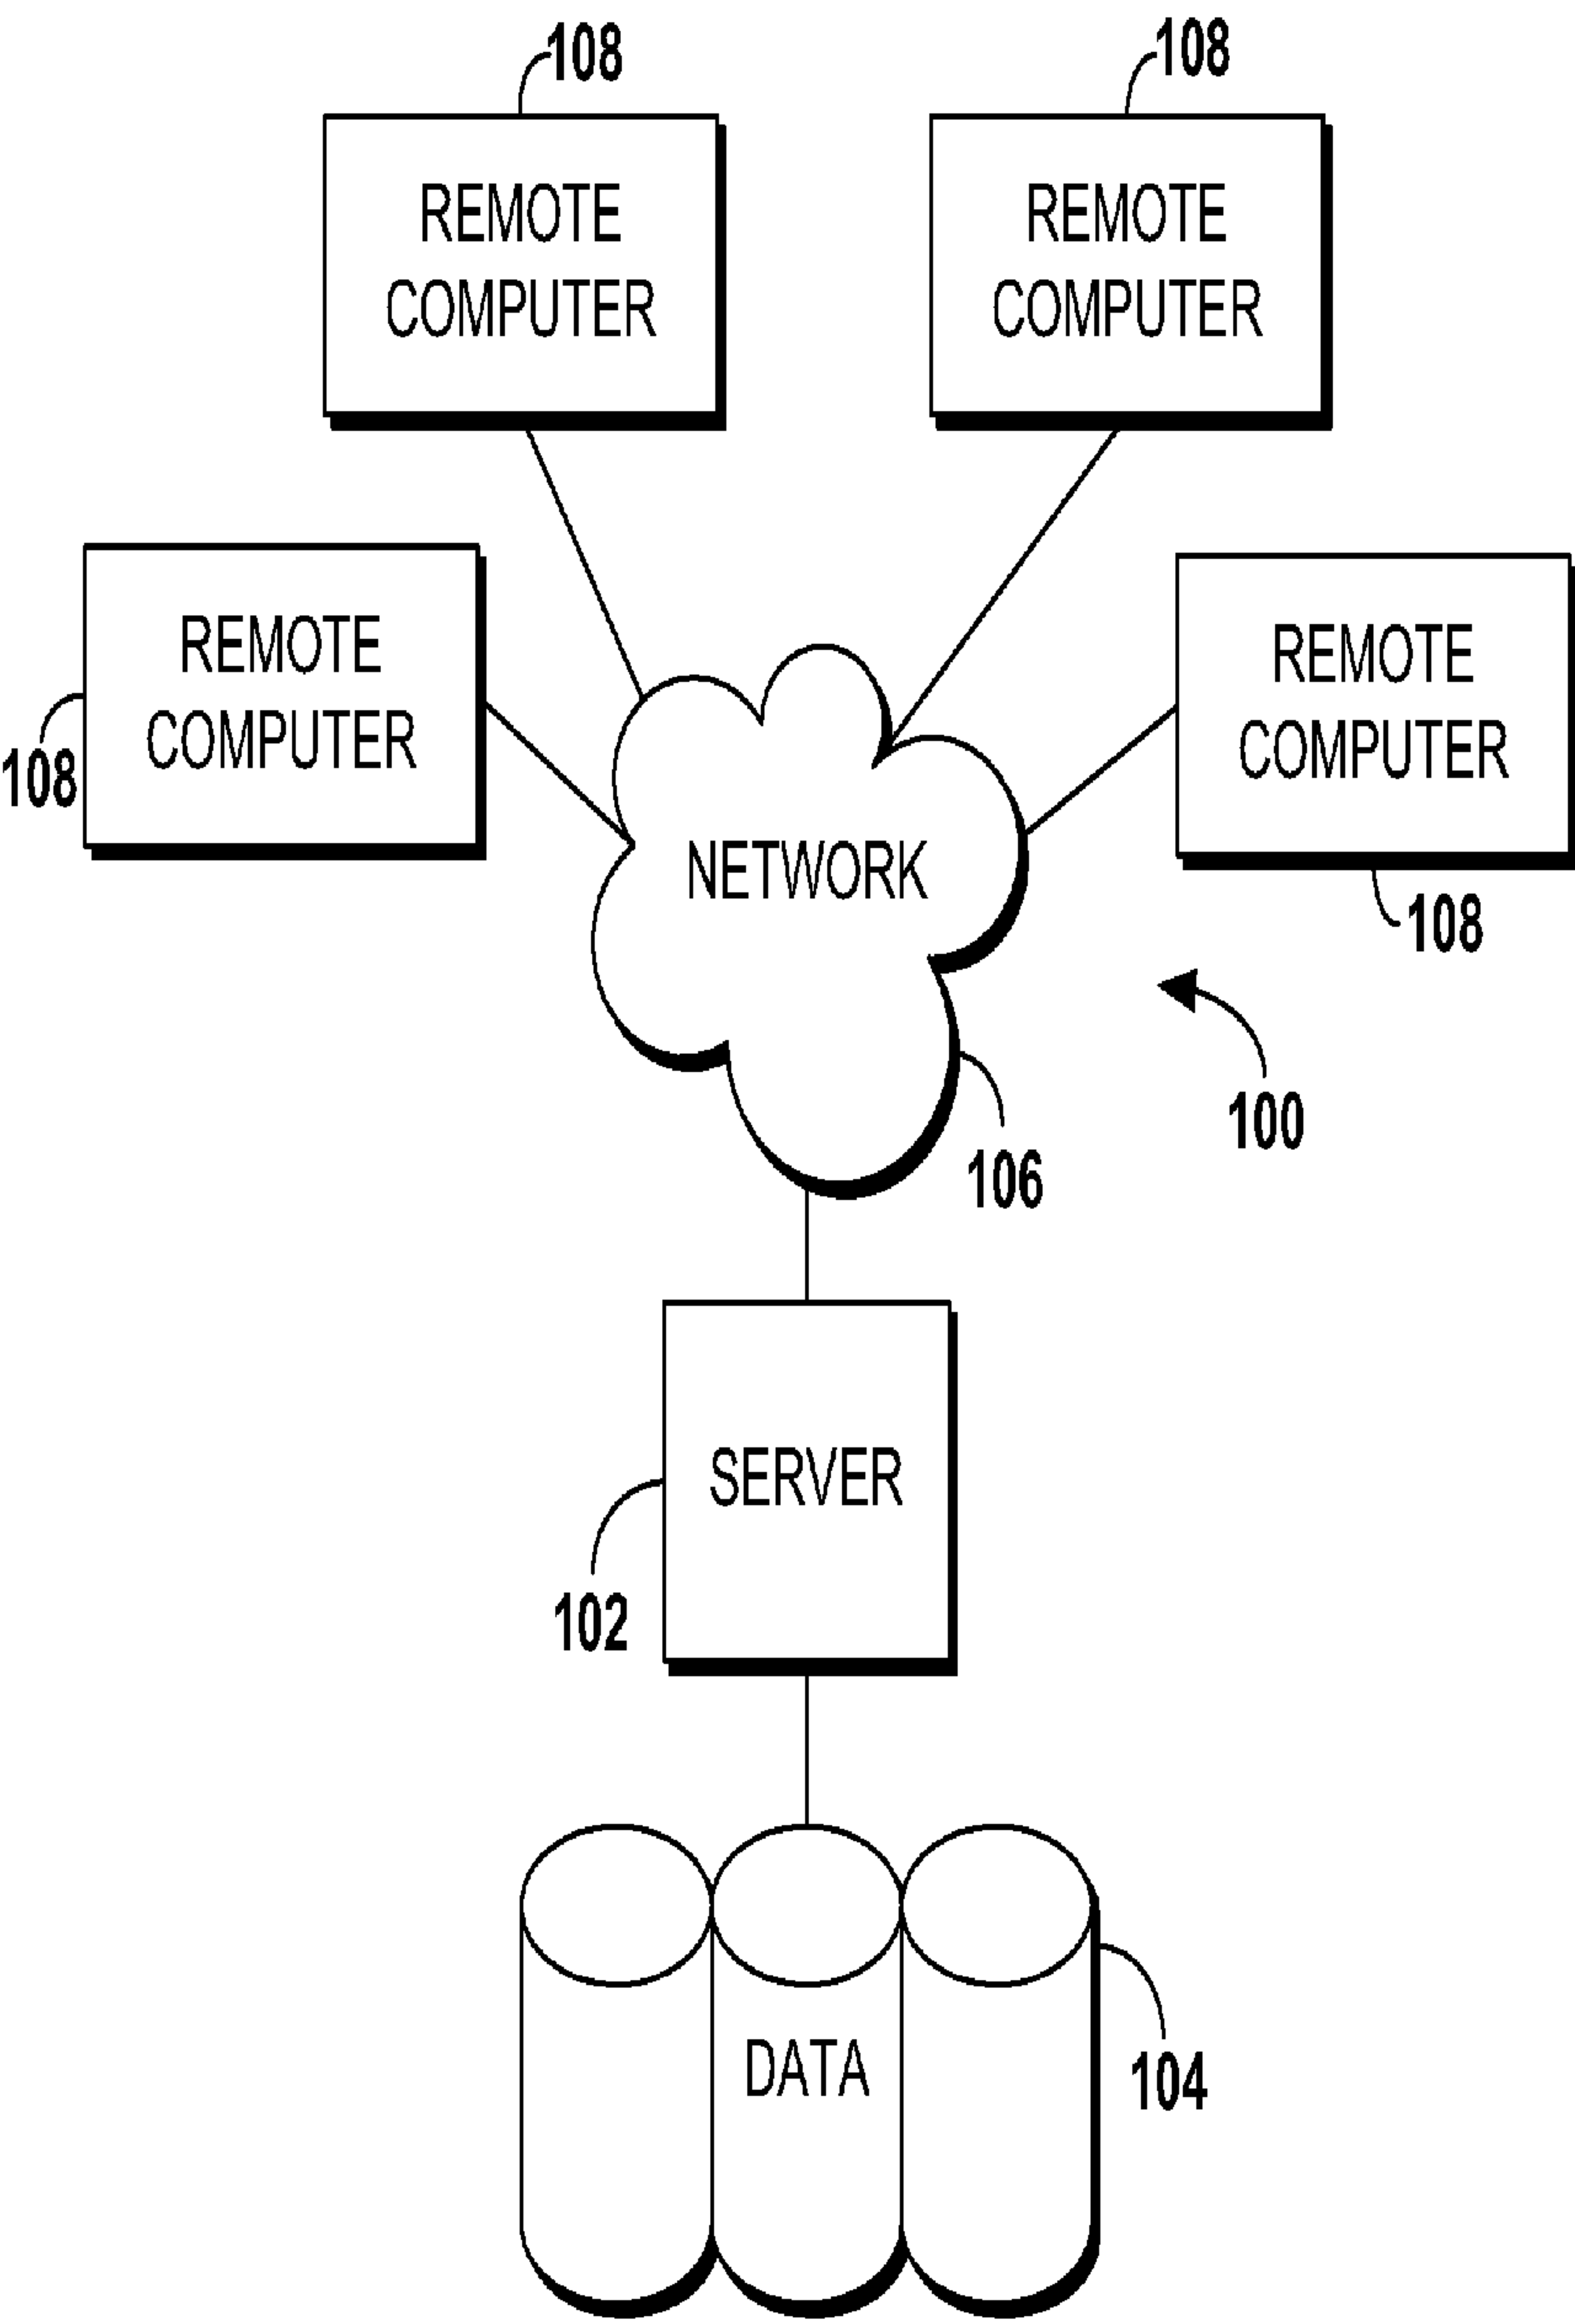 108
108
REMOTE
COMPUTER
REMOTE
COMPUTER
REMOTE
COMPUTER
108
REMOTE
COMPUTER
108
NETWORK
100
106
SERVER
102
DATA
104